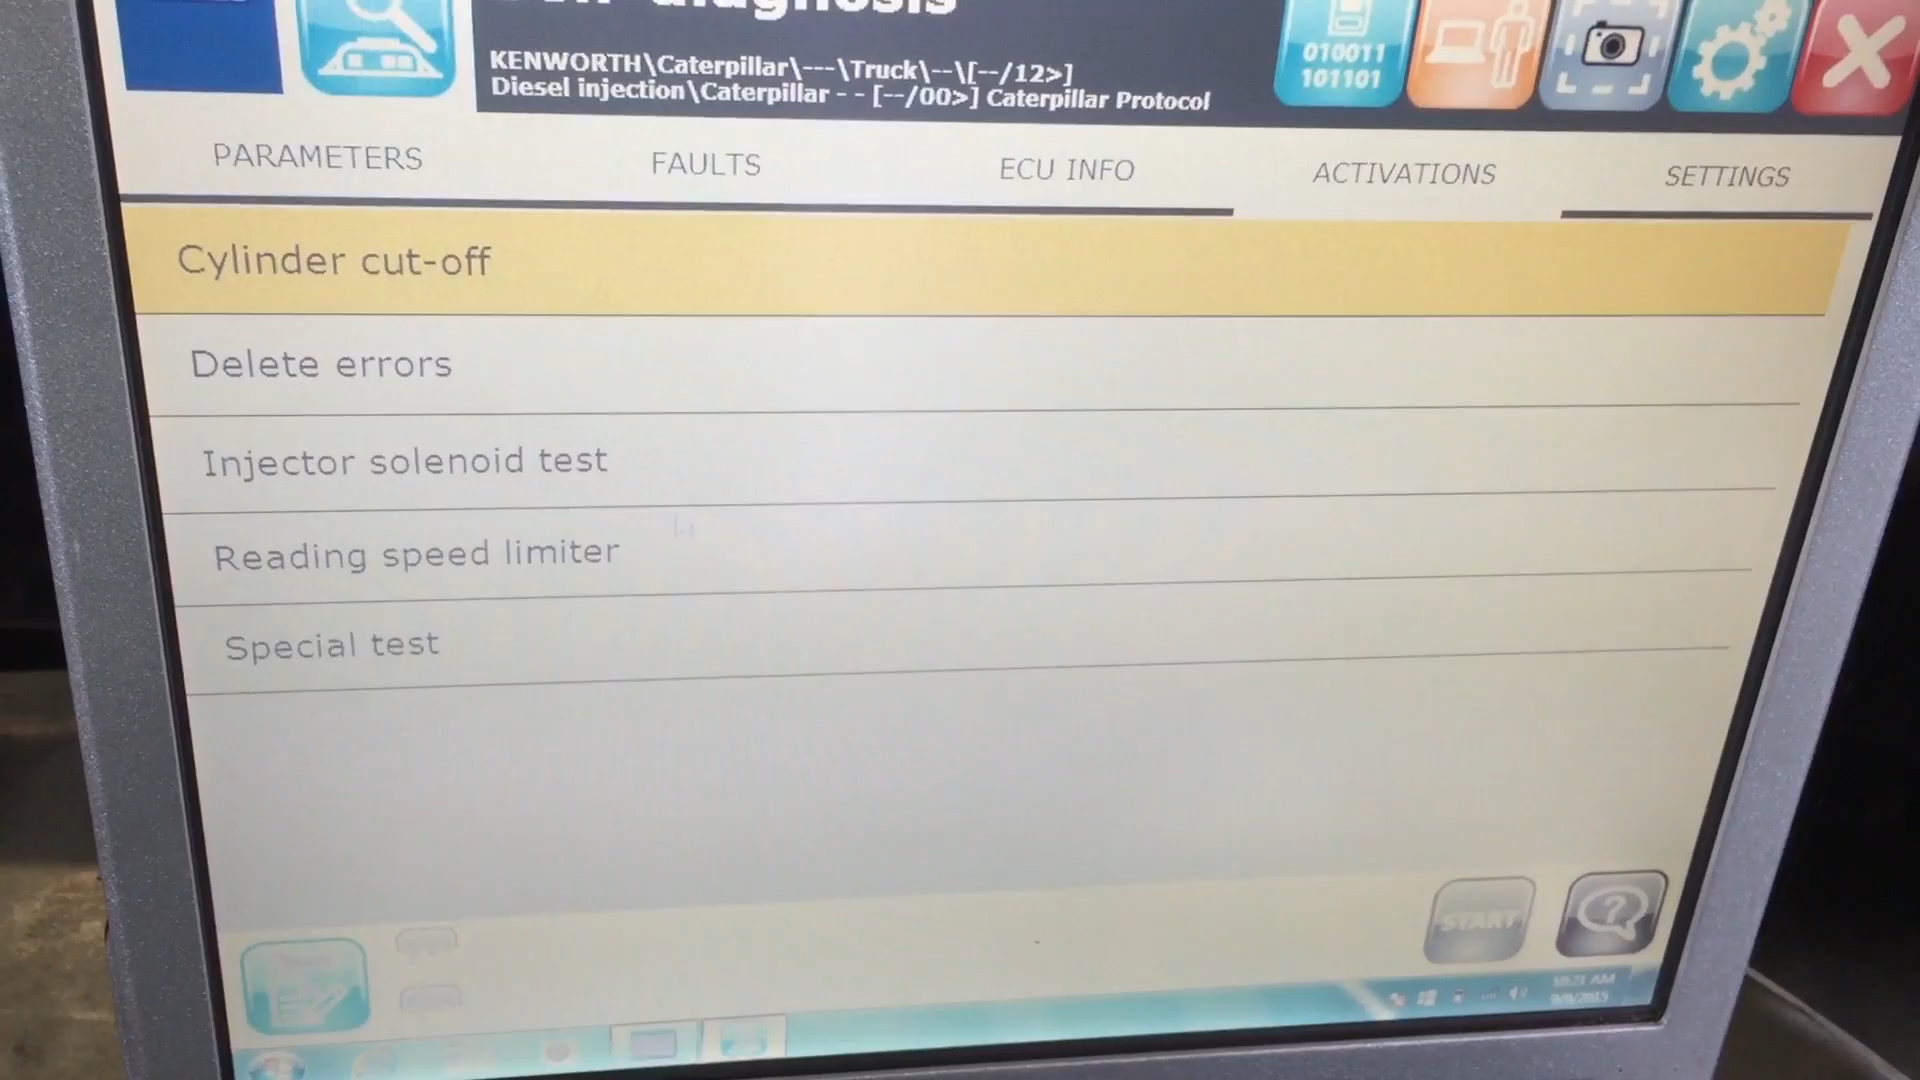 diagnosis
KENWORTH\Caterpillar\---\Truck\--\[--/12>]
Diesel injection\Caterpillar - - [--/00>] Caterpillar Protocol
010011
101101
PARAMETERS
FAULTS
ECU INFO
ACTIVATIONS
SETTINGS
Cylinder cut-off
Delete errors
Injector solenoid test
Reading speed limiter
Special test
START
?